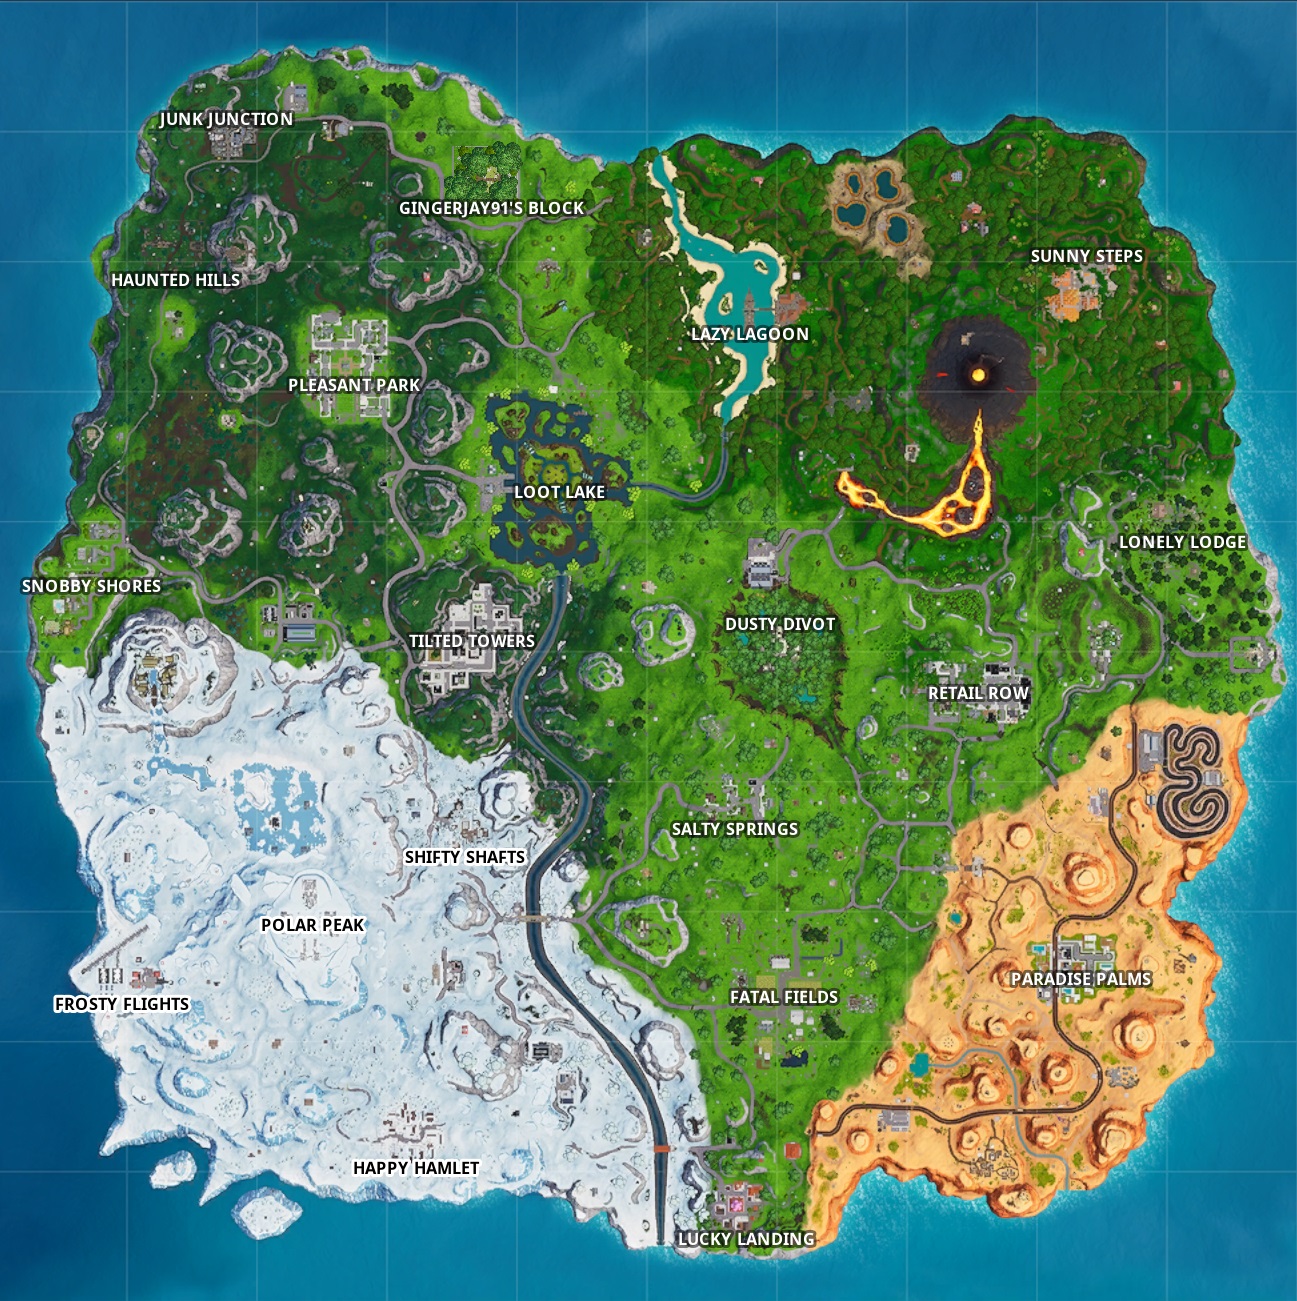 JUNK JUNCTION
GINGERJAY91'S BLOCK
SUNNY STEPS
HAUNTED HILLS
LAZY LAGOON
PLEASANT PARK
LOOT LAKE
LONELY LODGE
SNOBBY SHORES
DUSTY DIVOT
TILTED TOWERS
RETAIL ROW
SALTY SPRINGS
SHIFTY SHAFTS
POLAR PEAK
PARADISE PALMS
FATAL FIELDS
FROSTY FLIGHTS
HAPPY HAMLET
LUCKY LANDING